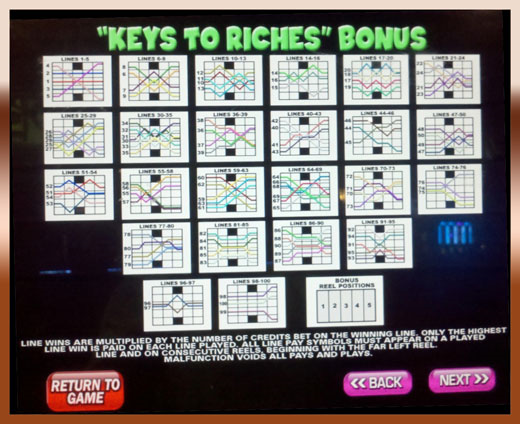 "KEYS TO RICHES" BONUS
LINES 1-5
LINES 6-9
LINES 10-13
LINES 14-16
LINES 17-20
LINES 21-24
LINES 25-29
LINES 30-35
LINES 36-39
LINES 40-43
LINES 44-46
LINES 47-50
LINES 51-54
LINES 55-58
LINES 59-63
LINES 64-69
LINES 70-73
LINES 74-76
LINES 77-80
LINES 81-85
LINES 86-90
LINES 91-95
LINES 96-97
LINES 98-100
BONUS
REEL POSITIONS
1 2 3 4 5
LINE WINS ARE MULTIPLIED BY THE NUMBER OF CREDITS BET ON THE WINNING LINE. ONLY THE HIGHEST
LINE WIN IS PAID ON EACH LINE PLAYED. ALL LINE PAY SYMBOLS MUST APPEAR ON A PLAYED
LINE AND ON CONSECUTIVE REELS, BEGINNING WITH THE FAR LEFT REEL.
MALFUNCTION VOIDS ALL PAYS AND PLAYS.
RETURN TO
GAME
<< BACK
NEXT >>